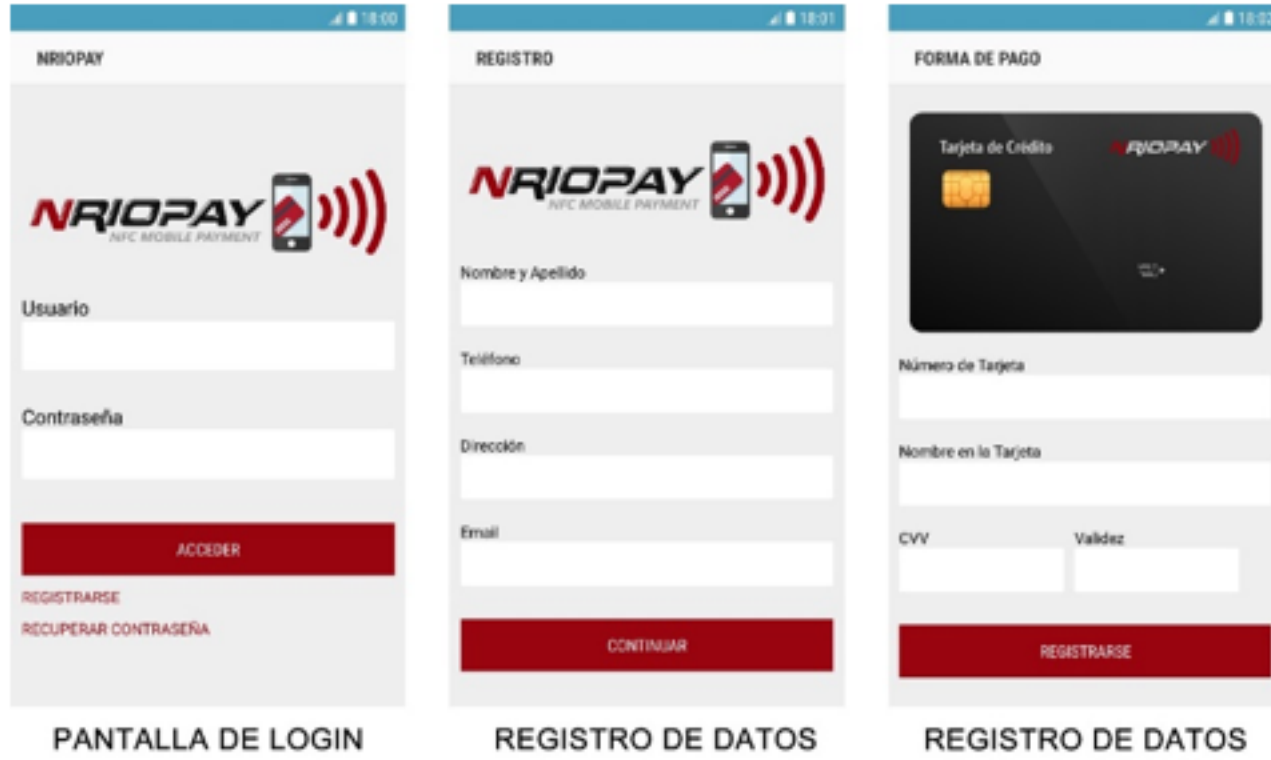 18:00
NRIOPAY
NRIOPAY
NFC MOBILE PAYMENT
Usuario
Contraseña
ACCEDER
REGISTRARSE
RECUPERAR CONTRASEÑA
PANTALLA DE LOGIN
18:01
REGISTRO
NRIOPAY
NFC MOBILE PAYMENT
Nombre y Apellido
Teléfono
Dirección
Email
CONTINUAR
REGISTRO DE DATOS
18:02
FORMA DE PAGO
Tarjeta de Crédito
NRIOPAY
Número de Tarjeta
Nombre en la Tarjeta
CVV
Validez
REGISTRARSE
REGISTRO DE DATOS